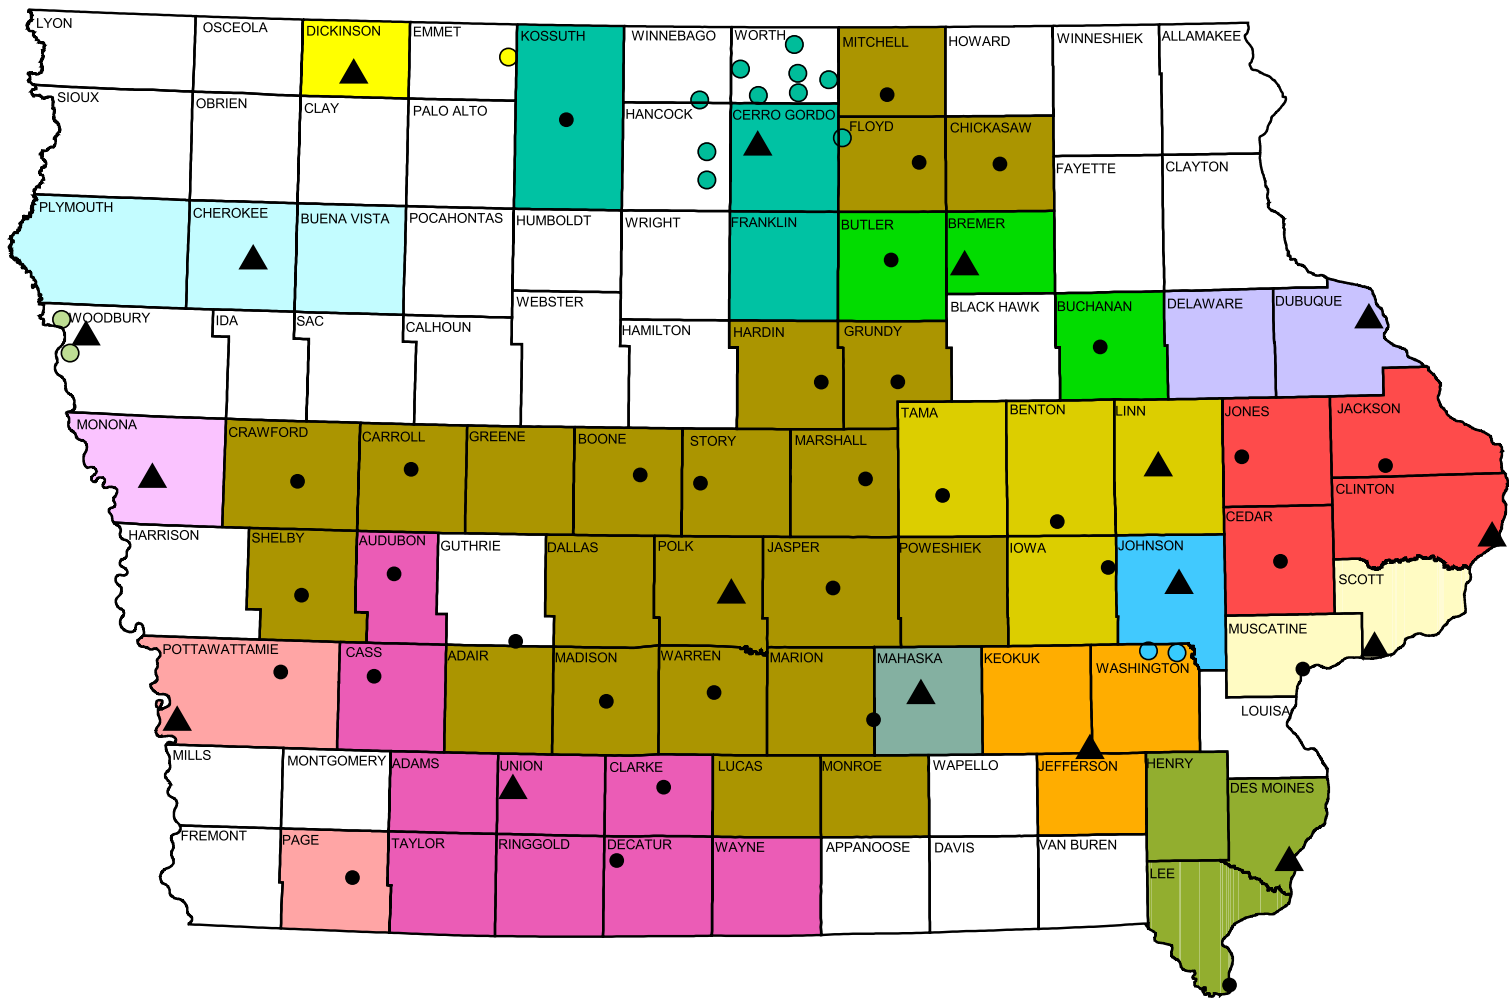 LYON
OSCEOLA
DICKINSON
EMMET
KOSSUTH
WINNEBAGO
WORTH
MITCHELL
HOWARD
WINNESHIEK
ALLAMAKEE
SIOUX
OBRIEN
CLAY
PALO ALTO
HANCOCK
CERRO GORDO
FLOYD
CHICKASAW
FAYETTE
CLAYTON
PLYMOUTH
CHEROKEE
BUENA VISTA
POCAHONTAS
HUMBOLDT
WRIGHT
FRANKLIN
BUTLER
BREMER
WOODBURY
IDA
SAC
CALHOUN
WEBSTER
HAMILTON
HARDIN
GRUNDY
BLACK HAWK
BUCHANAN
DELAWARE
DUBUQUE
MONONA
CRAWFORD
CARROLL
GREENE
BOONE
STORY
MARSHALL
TAMA
BENTON
LINN
JONES
JACKSON
CLINTON
CEDAR
HARRISON
SHELBY
AUDUBON
GUTHRIE
DALLAS
POLK
JASPER
POWESHIEK
IOWA
JOHNSON
SCOTT
MUSCATINE
POTTAWATTAMIE
CASS
ADAIR
MADISON
WARREN
MARION
MAHASKA
KEOKUK
WASHINGTON
LOUISA
MILLS
MONTGOMERY
ADAMS
UNION
CLARKE
LUCAS
MONROE
WAPELLO
JEFFERSON
HENRY
DES MOINES
FREMONT
PAGE
TAYLOR
RINGGOLD
DECATUR
WAYNE
APPANOOSE
DAVIS
VAN BUREN
LEE